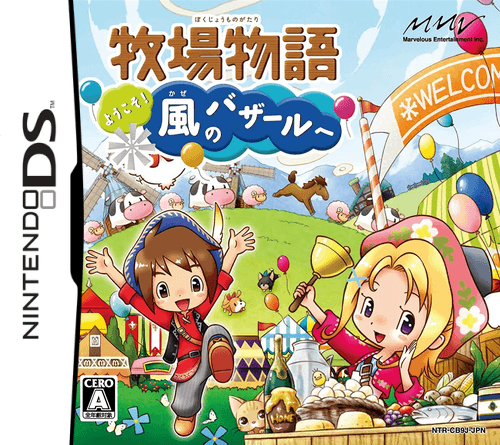 ぼくじょうものがたり
牧場物語
ようこそ!
かぜ
風のバザールへ
MMV
Marvelous Entertainment Inc.
WELCOM
NINTENDO DS™
CERO
A
全年齢対象
NTR-CB9J-JPN